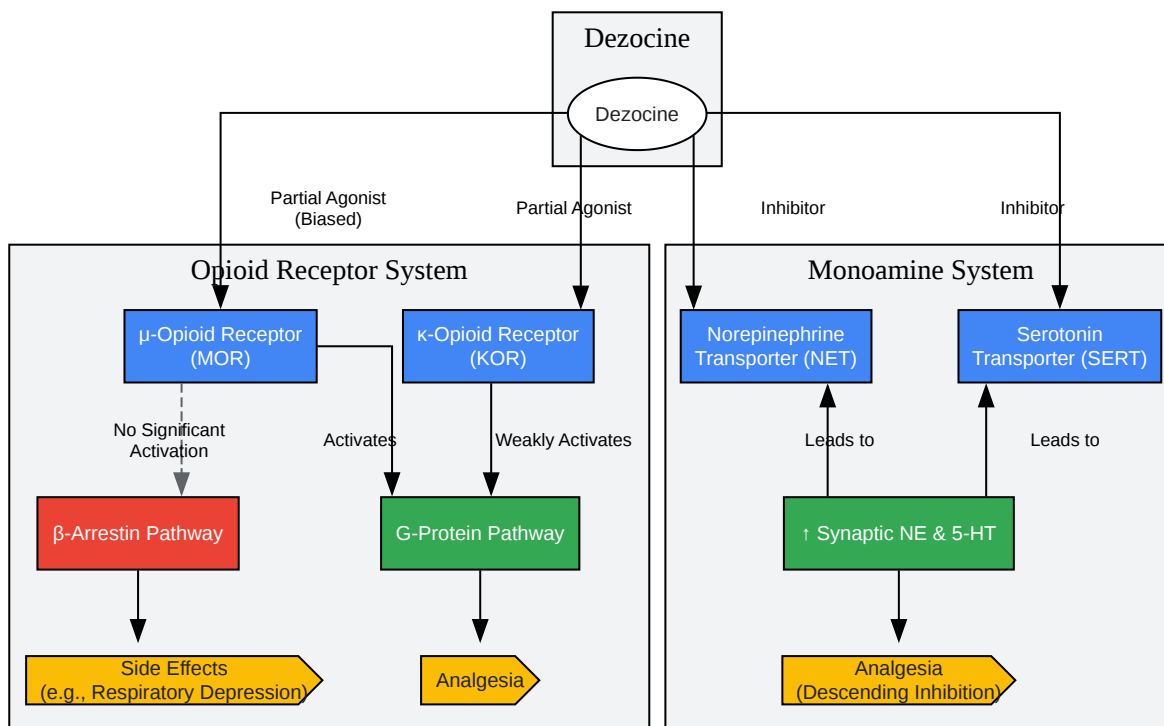 Dezocine
Dezocine
Partial Agonist
(Biased)
Partial Agonist
Inhibitor
Inhibitor
Opioid Receptor System
Monoamine System
μ-Opioid Receptor
(MOR)
κ-Opioid Receptor
(KOR)
Norepinephrine
Transporter (NET)
Serotonin
Transporter (SERT)
No Significant
Activation
Activates
Weakly Activates
Leads to
Leads to
β-Arrestin Pathway
G-Protein Pathway
↑ Synaptic NE & 5-HT
Side Effects
(e.g., Respiratory Depression)
Analgesia
Analgesia
(Descending Inhibition)